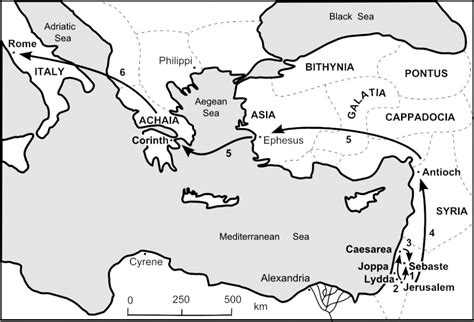 Adriatic
Sea
Black Sea
Rome
ITALY
6
Philippi
BITHYNIA
PONTUS
GALATIA
CAPPADOCIA
Aegean
Sea
ASIA
ACHAIA
Corinth
5
Ephesus
5
Antioch
SYRIA
4
Mediterranean Sea
Caesarea
3
Joppa
Sebaste
Lydda
1
2
Jerusalem
Cyrene
Alexandria
0 250 500
km